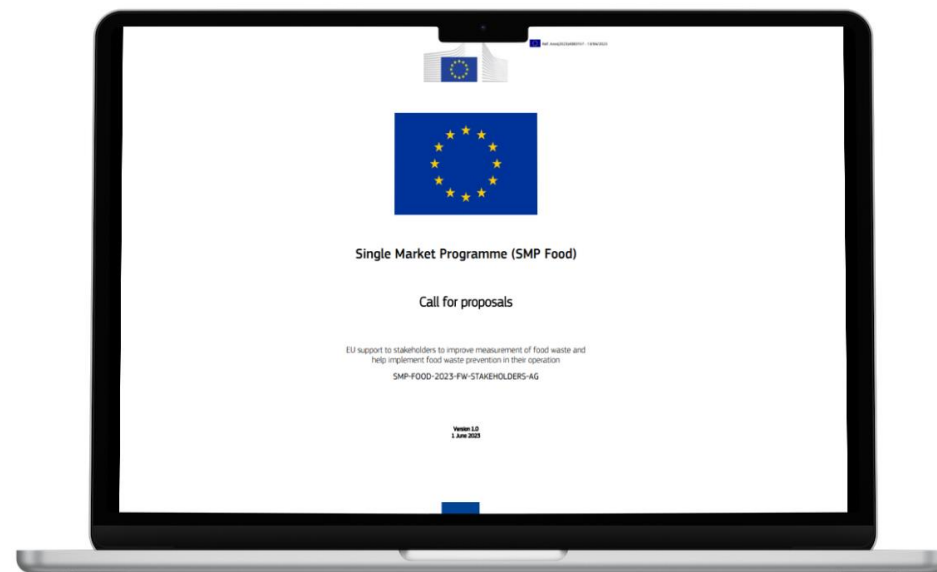 Single Market Programme (SMP Food)
Call for proposals
EU support to stakeholders to improve measurement of food waste and
help implement food waste prevention in their operation
SMP-FOOD-2023-FW-STAKEHOLDERS-AG
Version 1.0
1 June 2023